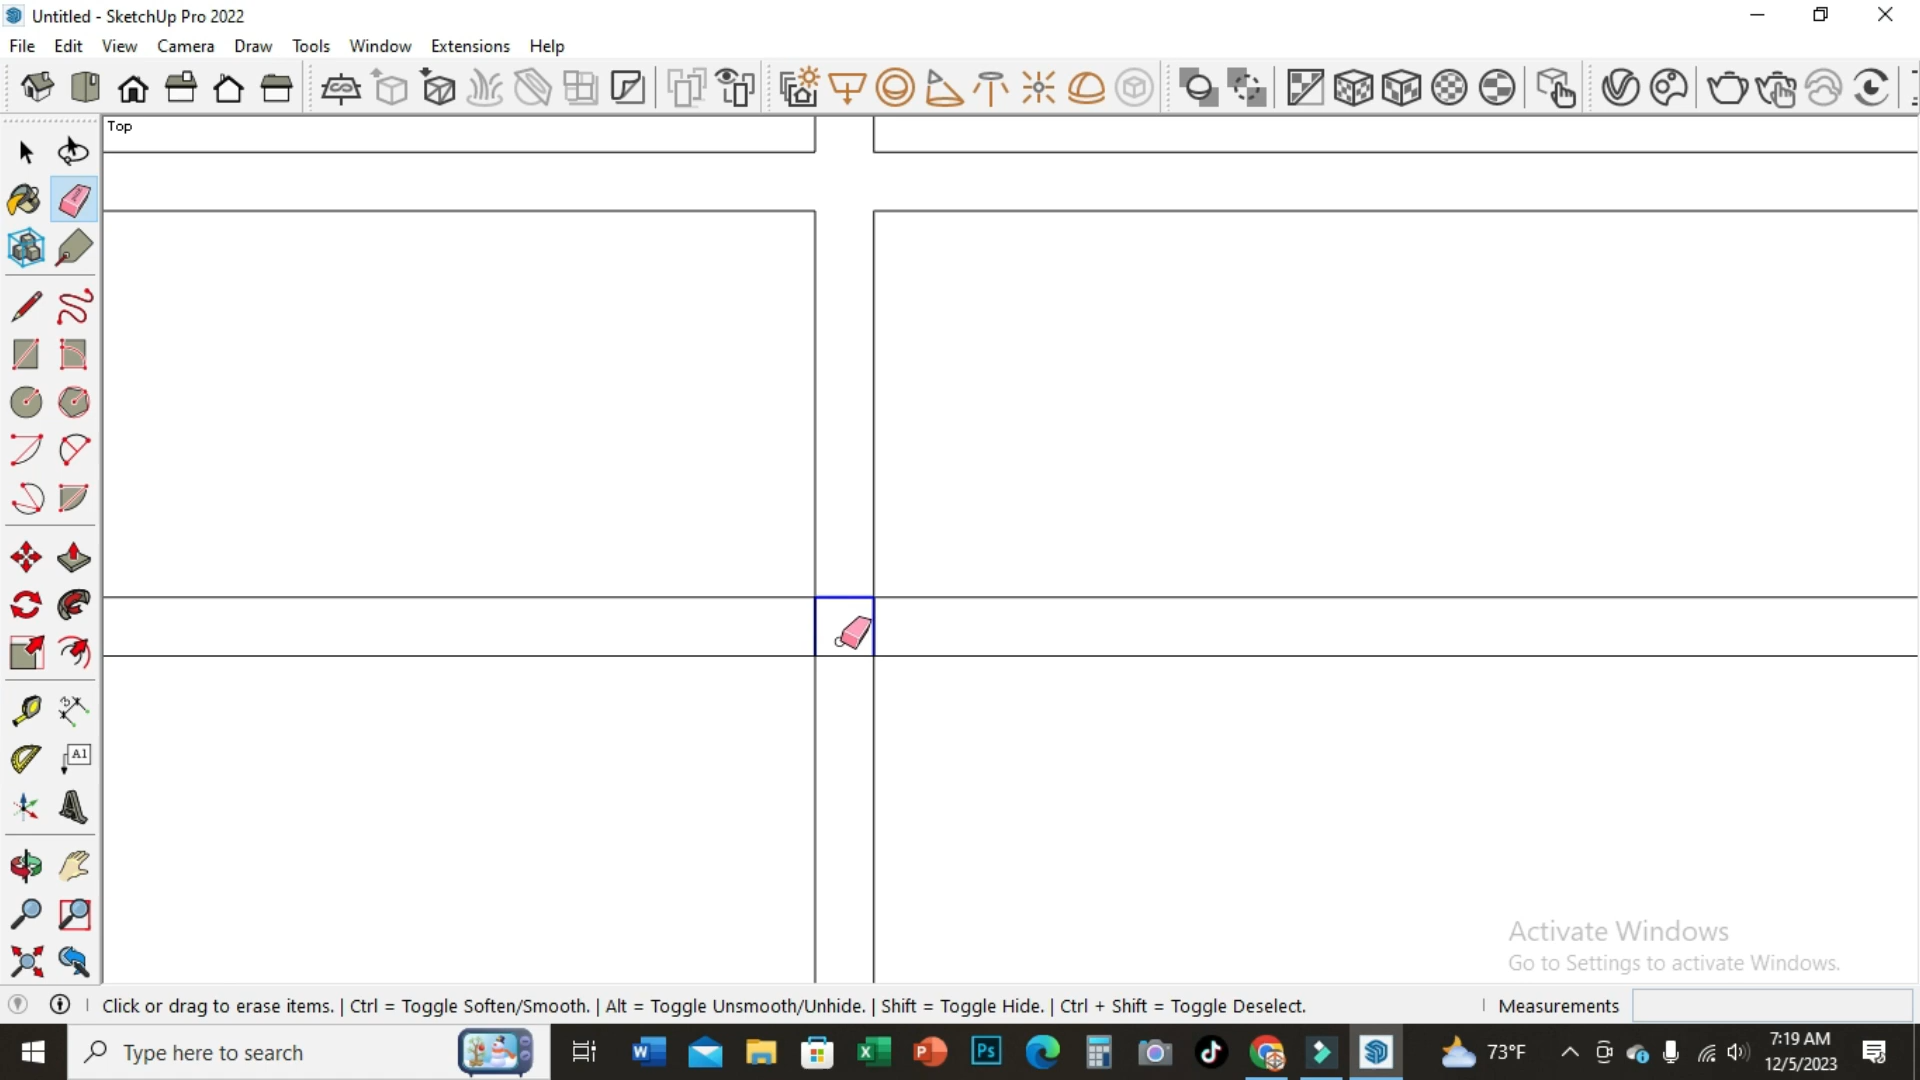 Untitled - SketchUp Pro 2022
File Edit View Camera Draw Tools Window Extensions Help
Top
A1
Activate Windows
Go to Settings to activate Windows.
Click or drag to erase items. | Ctrl = Toggle Soften/Smooth. | Alt = Toggle Unsmooth/Unhide. | Shift = Toggle Hide. | Ctrl + Shift = Toggle Deselect.
Measurements
Type here to search
73°F
7:19 AM
12/5/2023